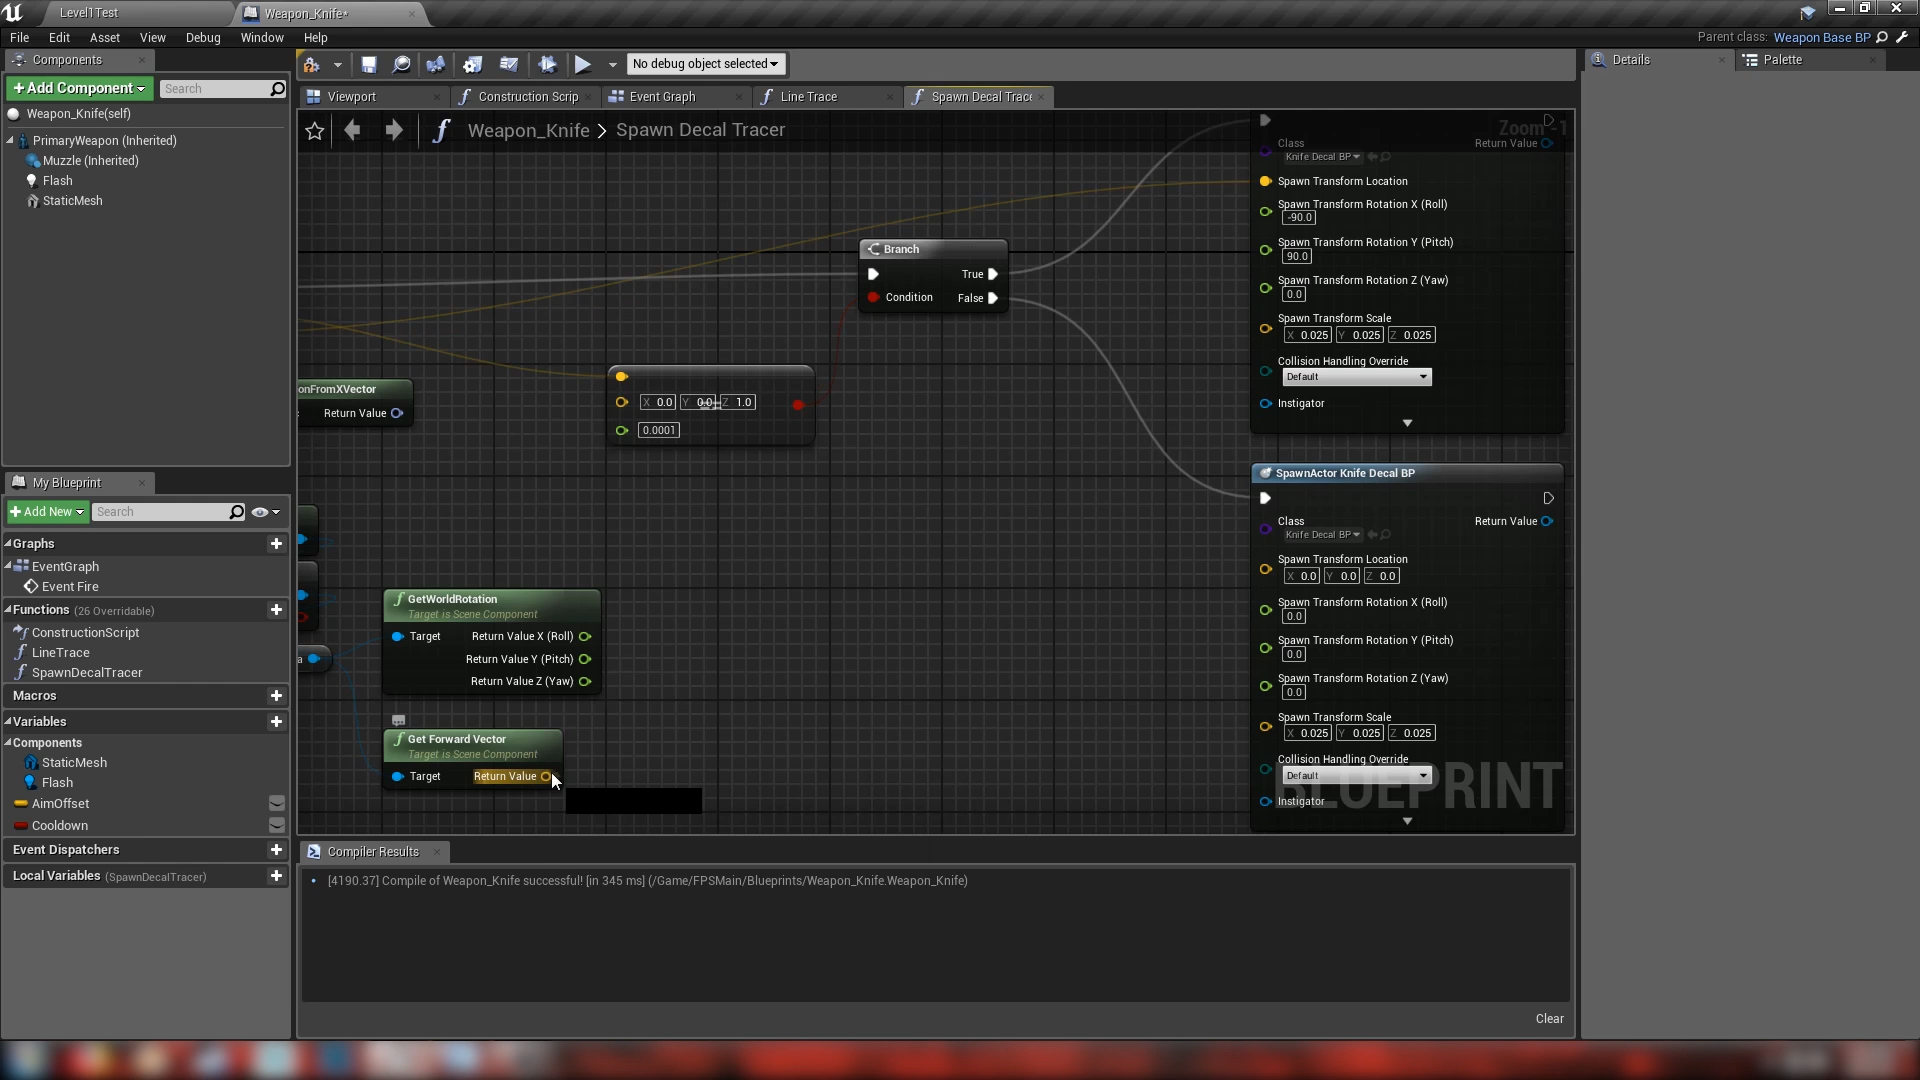 Level1Test
Weapon_Knife*
File Edit Asset View Debug Window Help
Parent class: Weapon Base BP
Components
+ Add Component
Search
Weapon_Knife(self)
PrimaryWeapon (Inherited)
Muzzle (Inherited)
Flash
StaticMesh
No debug object selected
Details
Palette
Viewport
Construction Scrip
Event Graph
Line Trace
Spawn Decal Trac
Weapon_Knife > Spawn Decal Tracer
Zoom -1
Class
Return Value
Knife Decal BP
Spawn Transform Location
Spawn Transform Rotation X (Roll)
-90.0
Spawn Transform Rotation Y (Pitch)
90.0
Spawn Transform Rotation Z (Yaw)
0.0
Spawn Transform Scale
X 0.025 Y 0.025 Z 0.025
Collision Handling Override
Default
Instigator
Branch
True
Condition
False
X 0.0 Y 0.0 Z 1.0
==
0.0001
onFromXVector
Return Value
SpawnActor Knife Decal BP
Class
Return Value
Knife Decal BP
Spawn Transform Location
X 0.0 Y 0.0 Z 0.0
Spawn Transform Rotation X (Roll)
0.0
Spawn Transform Rotation Y (Pitch)
0.0
Spawn Transform Rotation Z (Yaw)
0.0
Spawn Transform Scale
X 0.025 Y 0.025 Z 0.025
Collision Handling Override
Default
Instigator
BLUEPRINT
a
GetWorldRotation
Target is Scene Component
Target
Return Value X (Roll)
Return Value Y (Pitch)
Return Value Z (Yaw)
Get Forward Vector
Target is Scene Component
Target
Return Value
My Blueprint
+ Add New
Search
Graphs
EventGraph
Event Fire
Functions (26 Overridable)
ConstructionScript
LineTrace
SpawnDecalTracer
Macros
Variables
Components
StaticMesh
Flash
AimOffset
Cooldown
Event Dispatchers
Local Variables (SpawnDecalTracer)
Compiler Results
[4190.37] Compile of Weapon_Knife successful! [in 345 ms] (/Game/FPSMain/Blueprints/Weapon_Knife.Weapon_Knife)
Clear